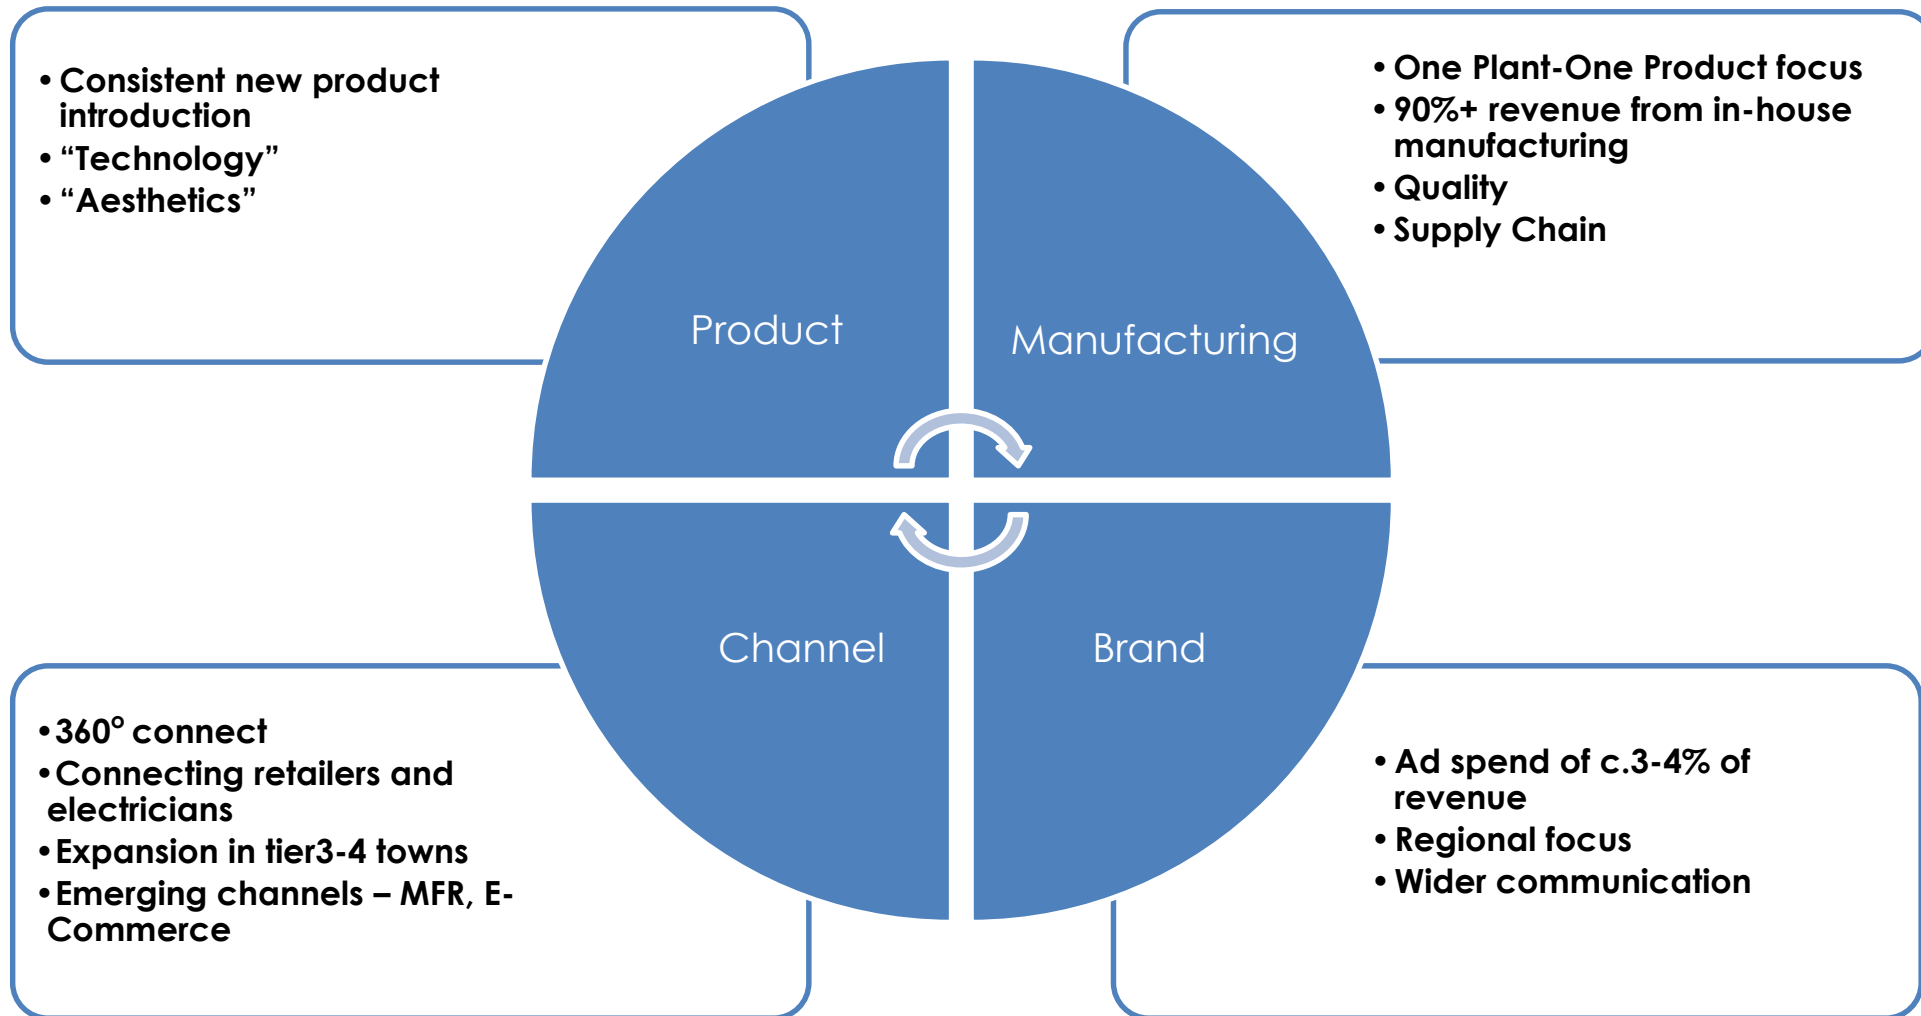 • Consistent new product
introduction
• “Technology”
• “Aesthetics”
• One Plant-One Product focus
• 90%+ revenue from in-house
manufacturing
• Quality
• Supply Chain
Product
Manufacturing
Channel
Brand
• 360° connect
• Connecting retailers and
electricians
• Expansion in tier3-4 towns
• Emerging channels – MFR, E-
Commerce
• Ad spend of c.3-4% of
revenue
• Regional focus
• Wider communication